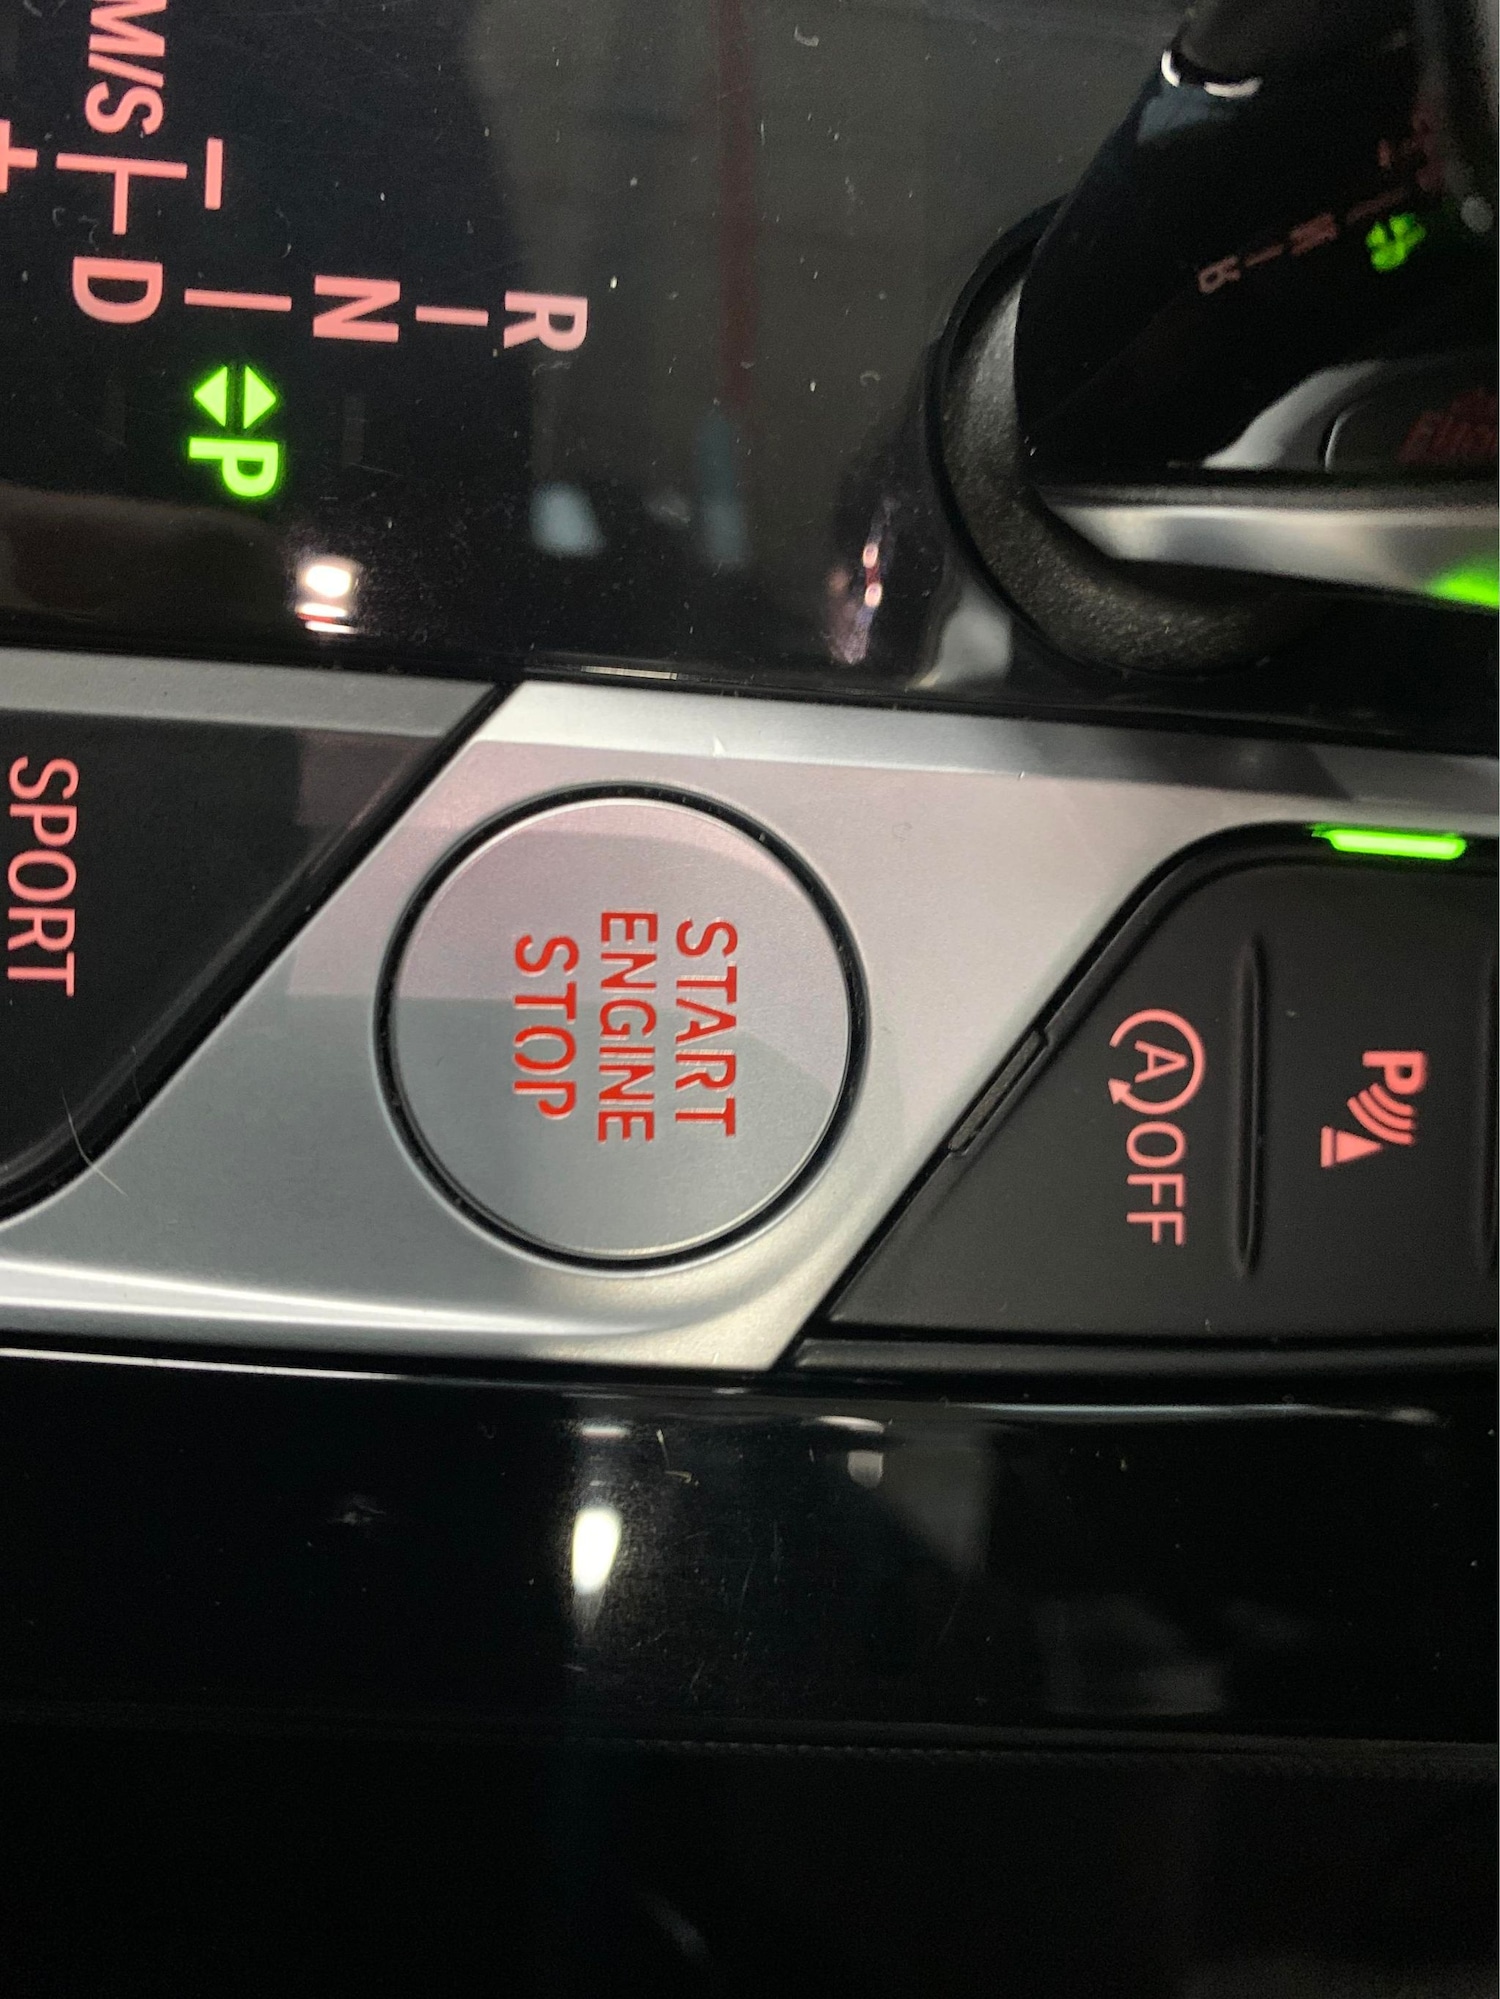 R
N
P
D
M/S
- +
START
ENGINE
STOP
SPORT
P
A OFF